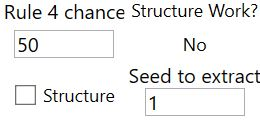 Rule 4 chance Structure Work?
50 No
Structure Seed to extract
1